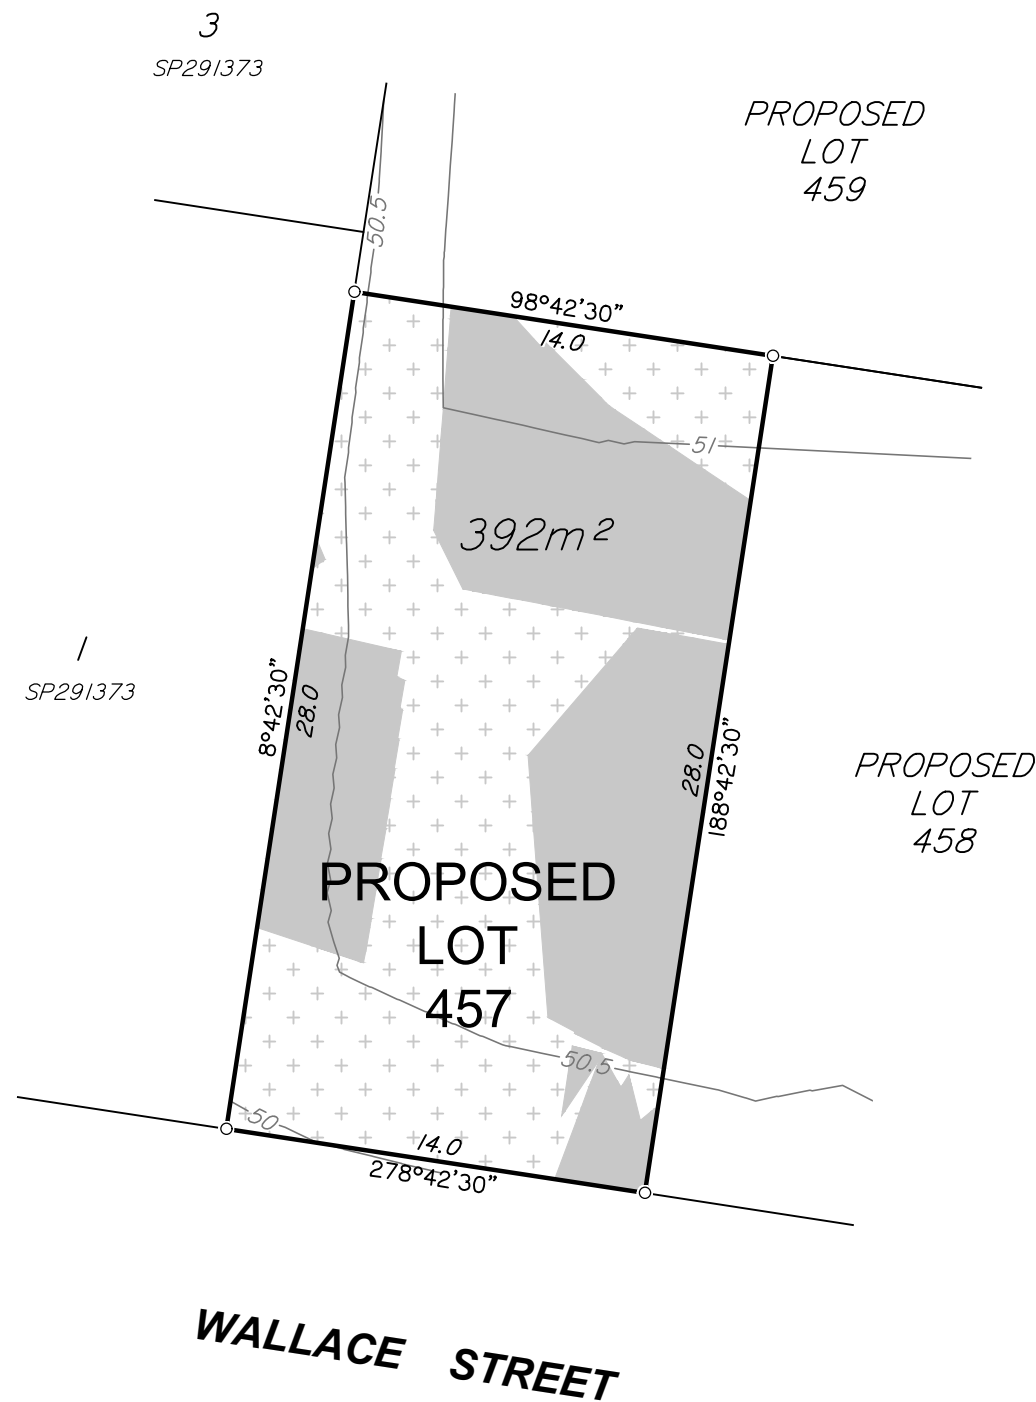 3
SP291373
PROPOSED
LOT
459
50.5
98°42'30"
14.0
51
392m²
1
SP291373
8°42'30"
28.0
28.0
188°42'30"
PROPOSED
LOT
458
PROPOSED
LOT
457
50.5
50
14.0
278°42'30"
WALLACE STREET